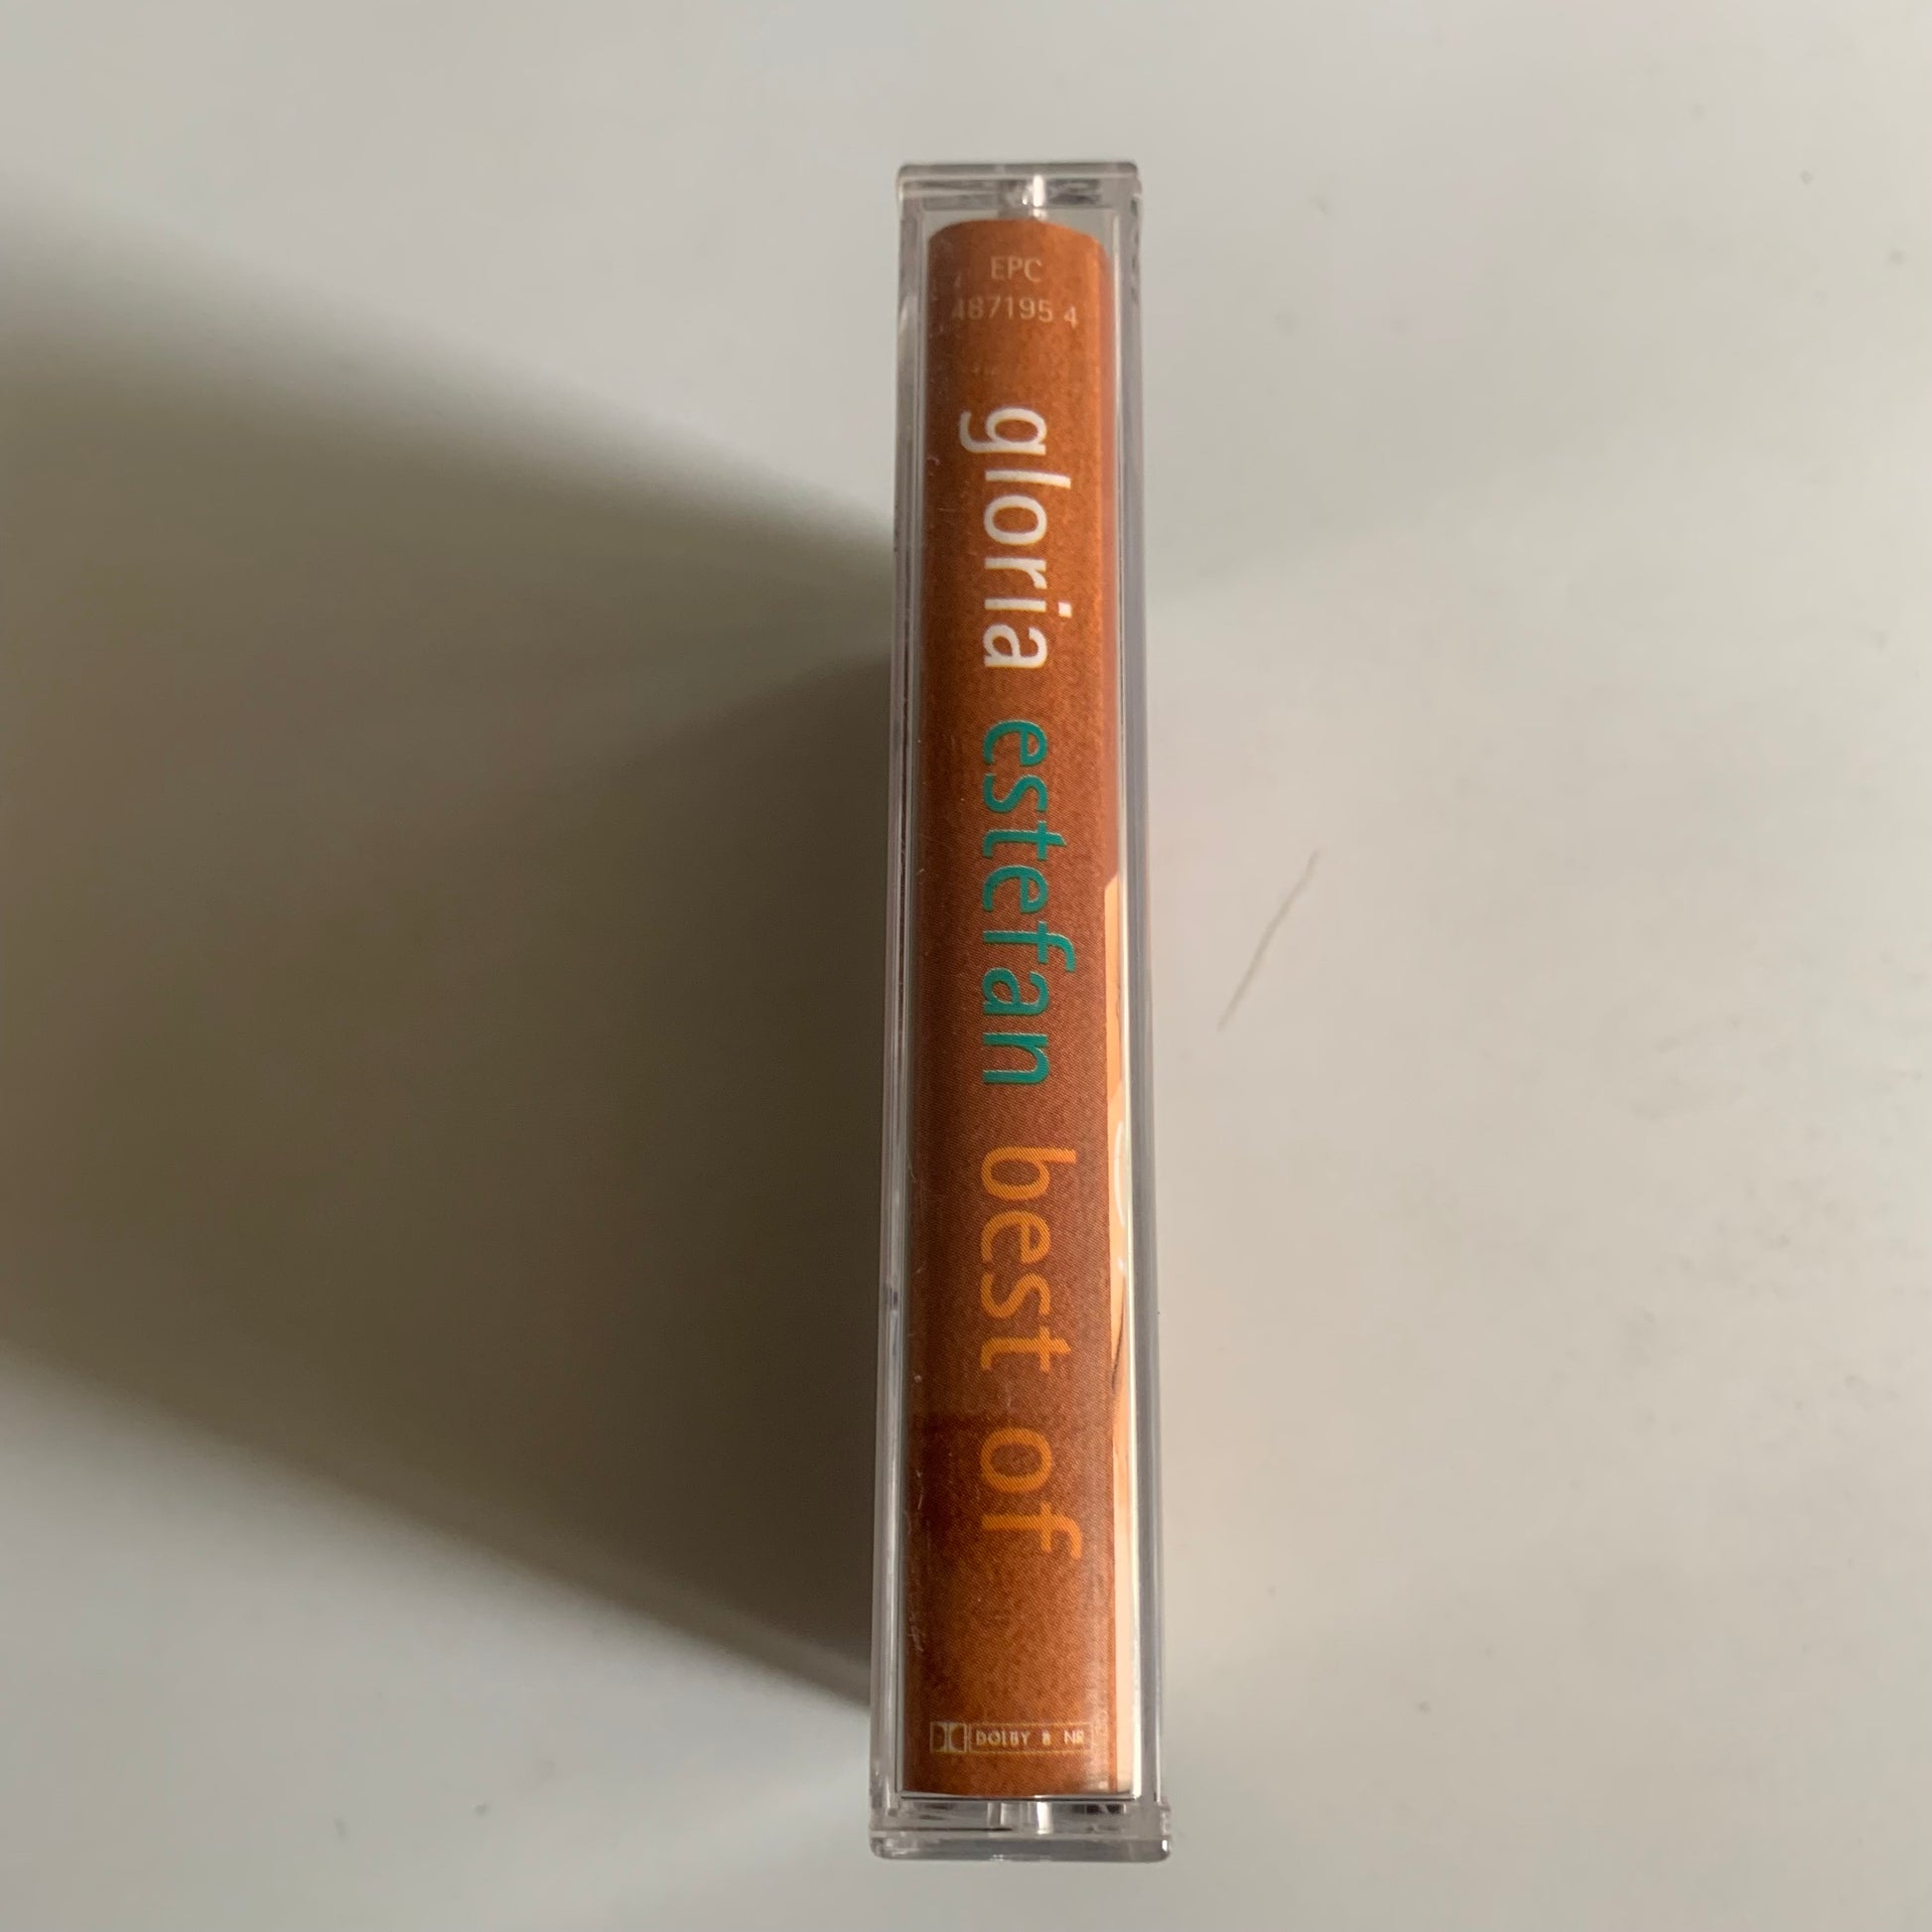 EPC
487195 4
gloria estefan best of
DOLBY B NR